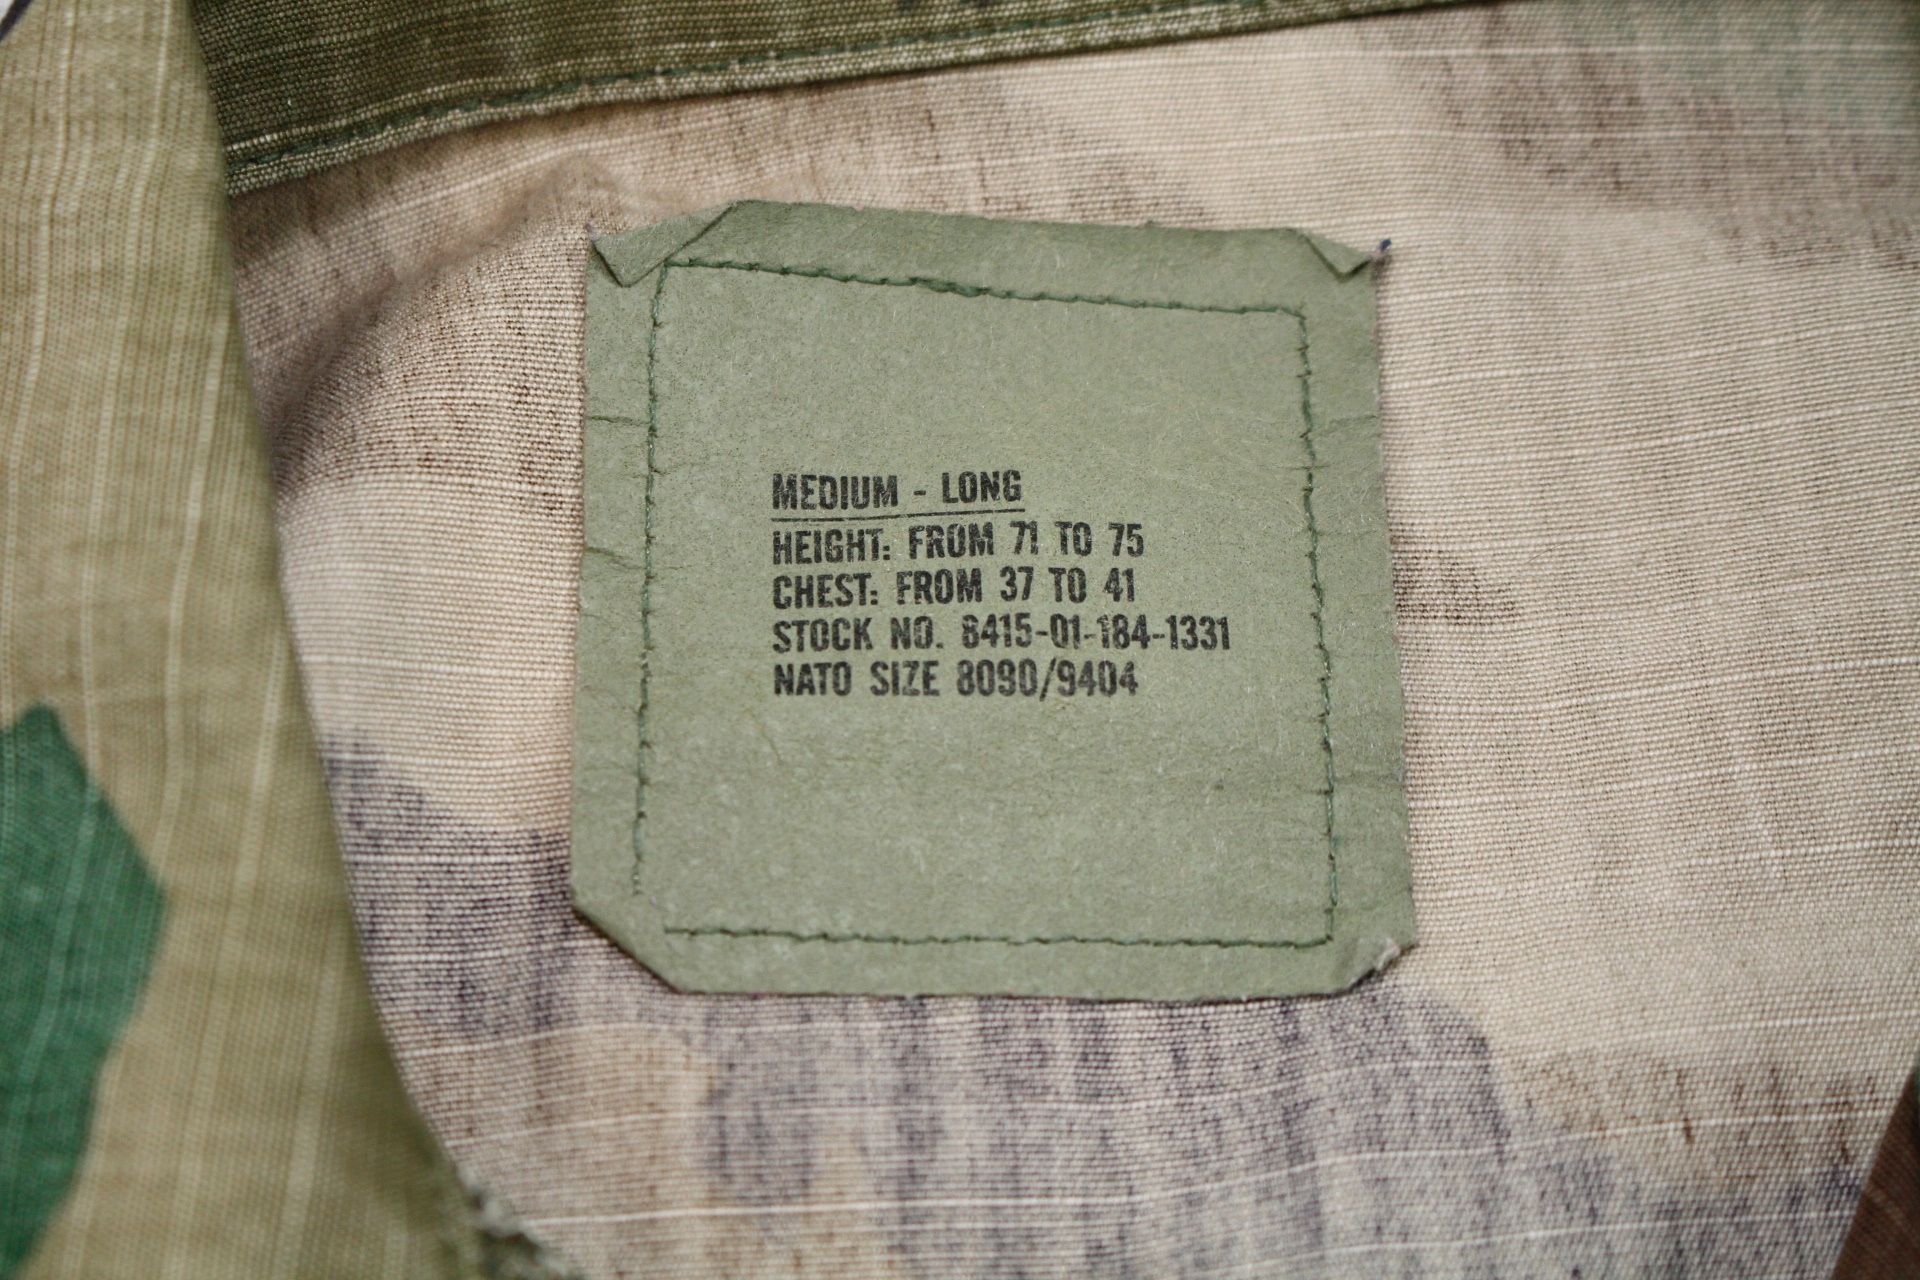 MEDIUM - LONG
HEIGHT: FROM 71 TO 75
CHEST: FROM 37 TO 41
STOCK NO. 8415-01-184-1331
NATO SIZE 8090/9404